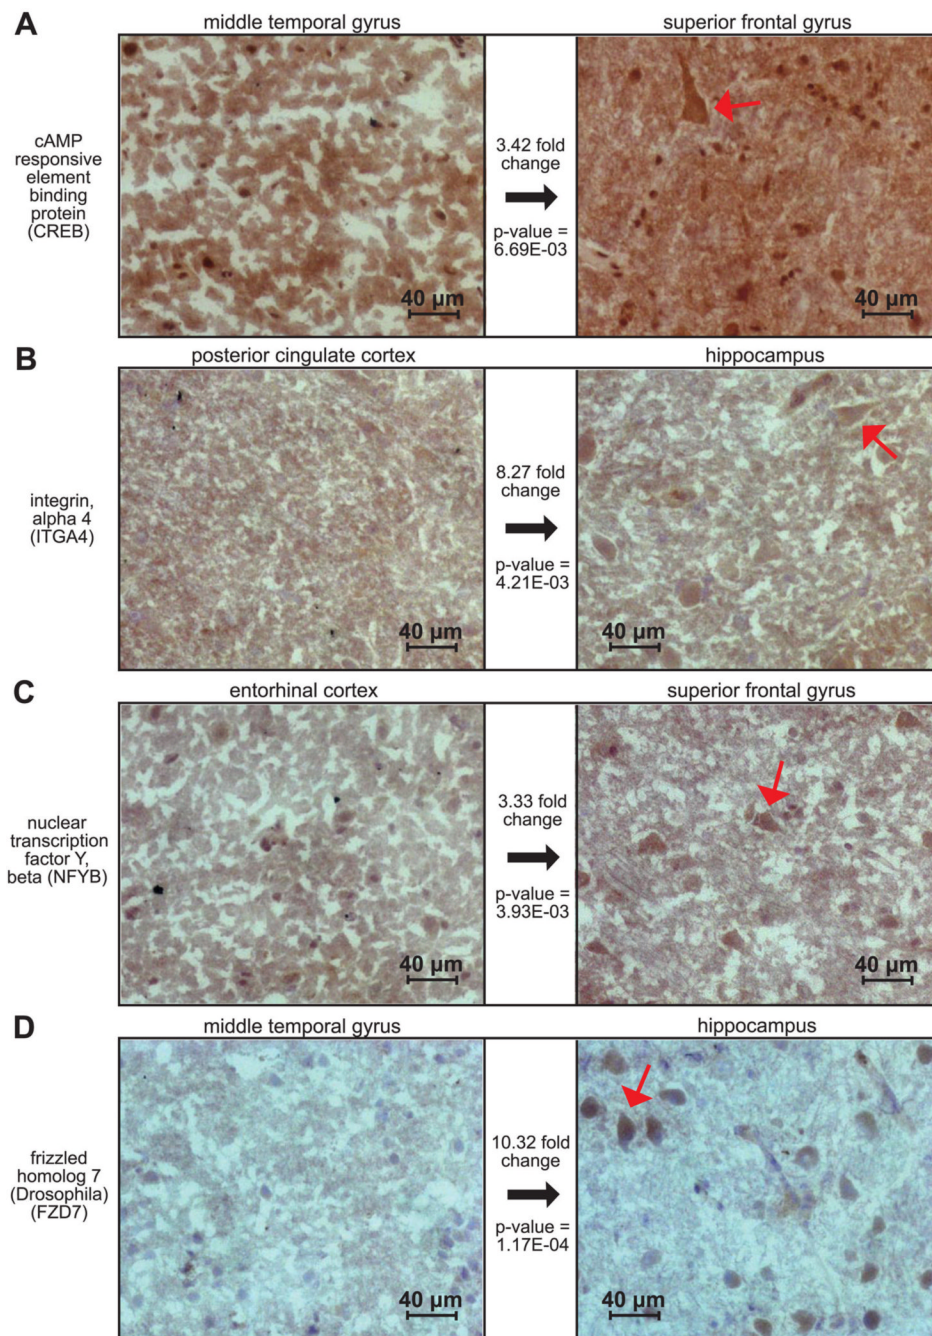 A
middle temporal gyrus
superior frontal gyrus
cAMP
responsive
element
binding
protein
(CREB)
3.42 fold
change
p-value =
6.69E-03
40 µm
40 µm
B
posterior cingulate cortex
hippocampus
integrin,
alpha 4
(ITGA4)
8.27 fold
change
p-value =
4.21E-03
40 µm
40 µm
C
entorhinal cortex
superior frontal gyrus
nuclear
transcription
factor Y,
beta (NFYB)
3.33 fold
change
p-value =
3.93E-03
40 µm
40 µm
D
middle temporal gyrus
hippocampus
frizzled
homolog 7
(Drosophila)
(FZD7)
10.32 fold
change
p-value =
1.17E-04
40 µm
40 µm